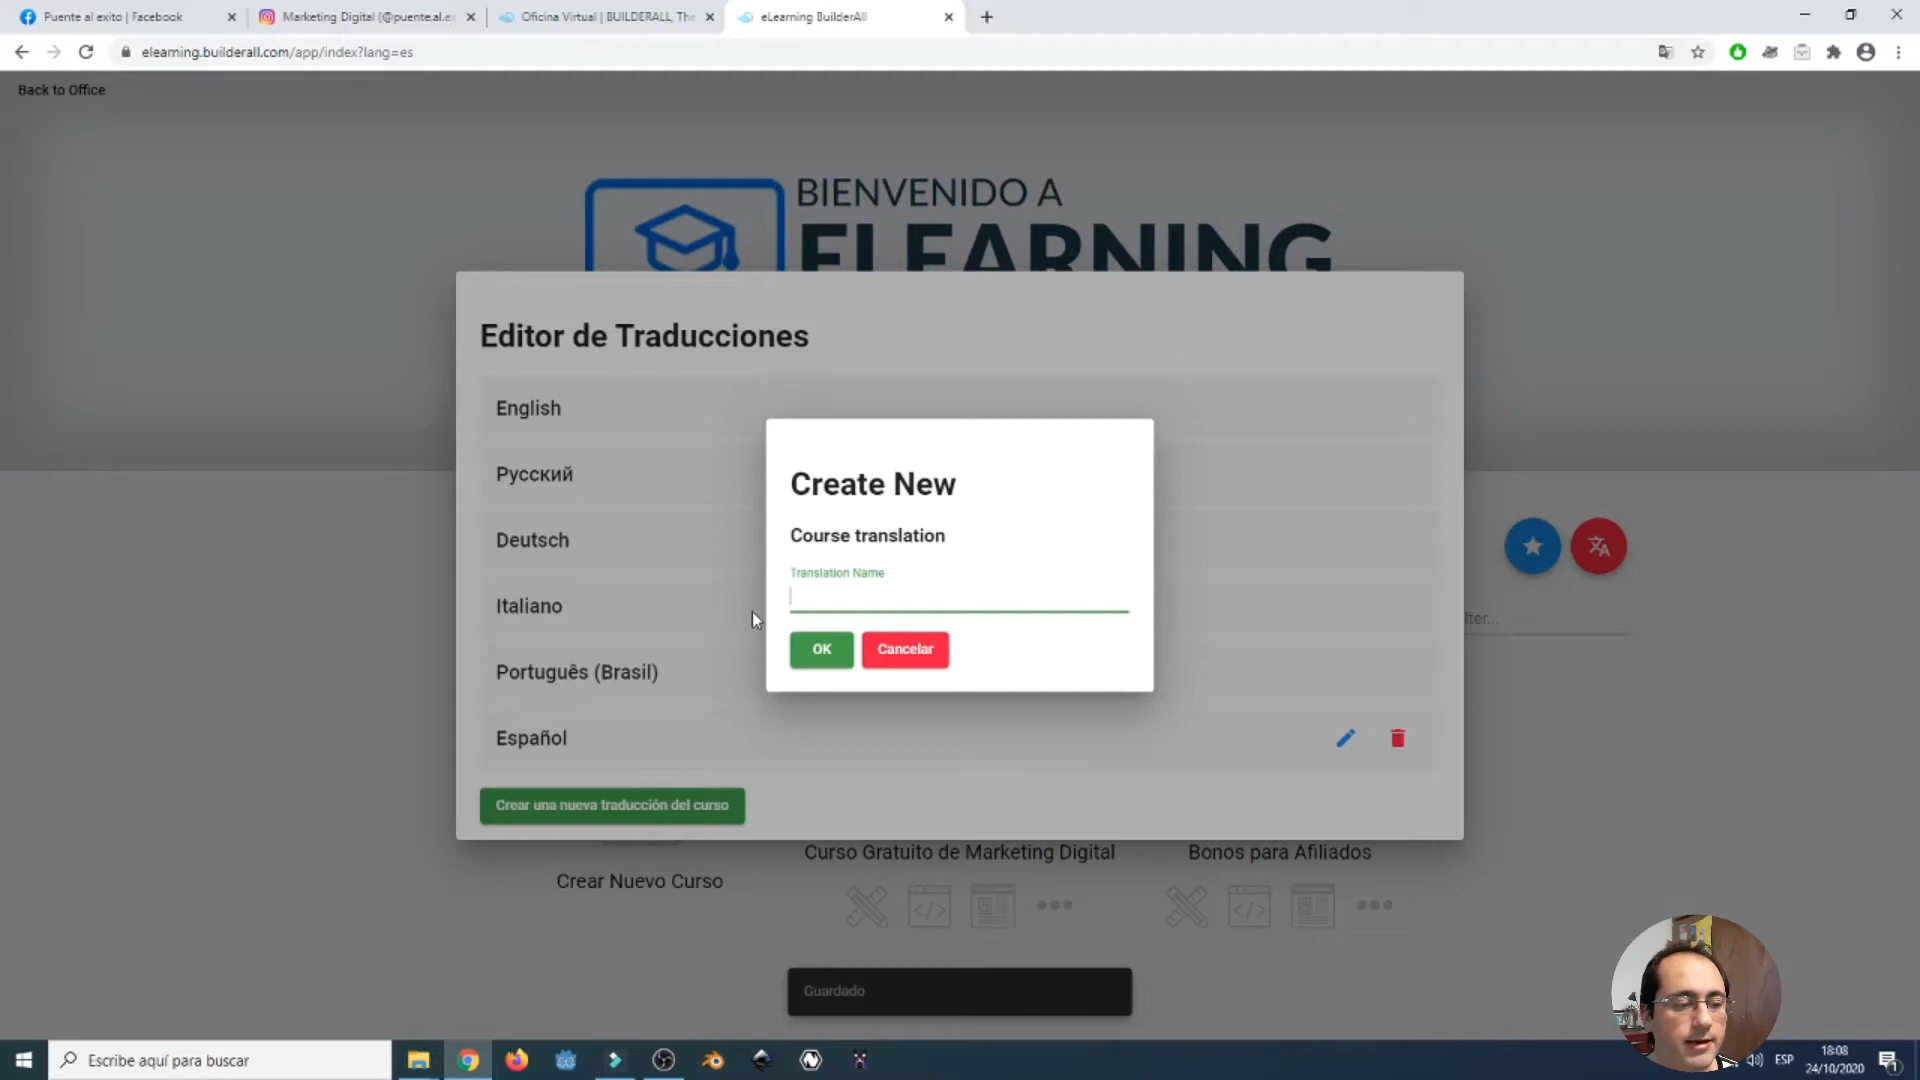 Puente al exito | Facebook
Marketing Digital (@puente.al.ex
Oficina Virtual | BUILDERALL, The
eLearning BuilderAll
elearning.builderall.com/app/index?lang=es
Back to Office
BIENVENIDO A
ELEARNING
Editor de Traducciones
English
Русский
Deutsch
Italiano
Português (Brasil)
Español
Crear una nueva traducción del curso
Create New
Course translation
Translation Name
OK
Cancelar
lter...
Crear Nuevo Curso
Curso Gratuito de Marketing Digital
Bonos para Afiliados
Guardado
Escribe aquí para buscar
ESP
18:08
24/10/2020
1